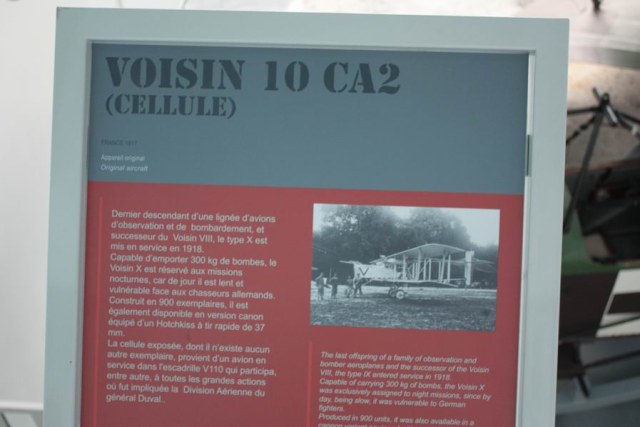 VOISIN 10 CA2
(CELLULE)
FRANCE 1917
Appareil original
Original aircraft
Dernier descendant d'une lignée d'avions
d'observation et de bombardement, et
successeur du Voisin VIII, le type X est
mis en service en 1918.
Capable d'emporter 300 kg de bombes, le
Voisin X est réservé aux missions
nocturnes, car de jour il est lent et
vulnérable face aux chasseurs allemands.
Construit en 900 exemplaires, il est
également disponible en version canon
équipé d'un Hotchkiss à tir rapide de 37
mm.
La cellule exposée, dont il n'existe aucun
autre exemplaire, provient d'un avion en
service dans l'escadrille V110 qui participa,
entre autre, à toutes les grandes actions
où fut impliquée la Division Aérienne du
général Duval.
The last offspring of a family of observation and
bomber aeroplanes and the successor of the Voisin
VIII, the type IX entered service in 1918.
Capable of carrying 300 kg of bombs, the Voisin X
was exclusively assigned to night missions, since by
day, being slow, it was vulnerable to German
fighters.
Produced in 900 units, it was also available in a